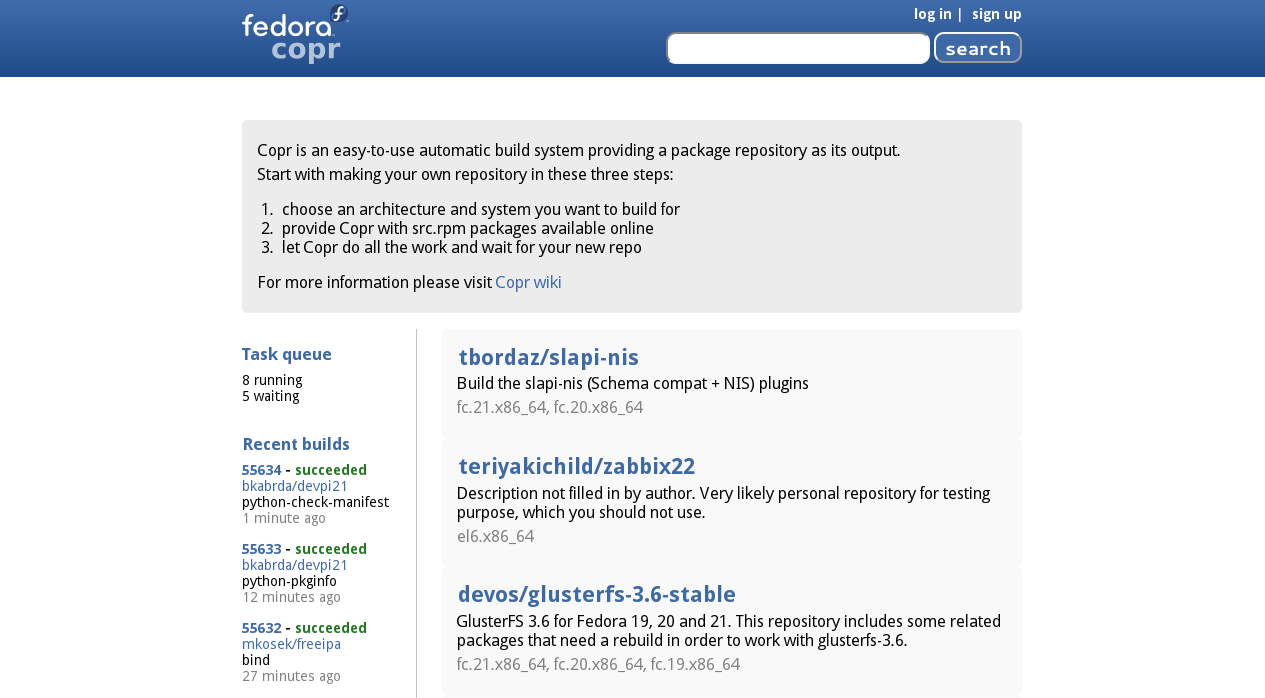 fedora
copr
log in | sign up
search
Copr is an easy-to-use automatic build system providing a package repository as its output.
Start with making your own repository in these three steps:
1. choose an architecture and system you want to build for
2. provide Copr with src.rpm packages available online
3. let Copr do all the work and wait for your new repo
For more information please visit Copr wiki
Task queue
8 running
5 waiting
Recent builds
55634 - succeeded
bkabrda/devpi21
python-check-manifest
1 minute ago
55633 - succeeded
bkabrda/devpi21
python-pkginfo
12 minutes ago
55632 - succeeded
mkosek/freeipa
bind
27 minutes ago
tbordaz/slapi-nis
Build the slapi-nis (Schema compat + NIS) plugins
fc.21.x86_64, fc.20.x86_64
teriyakichild/zabbix22
Description not filled in by author. Very likely personal repository for testing
purpose, which you should not use.
el6.x86_64
devos/glusterfs-3.6-stable
GlusterFS 3.6 for Fedora 19, 20 and 21. This repository includes some related
packages that need a rebuild in order to work with glusterfs-3.6.
fc.21.x86_64, fc.20.x86_64, fc.19.x86_64